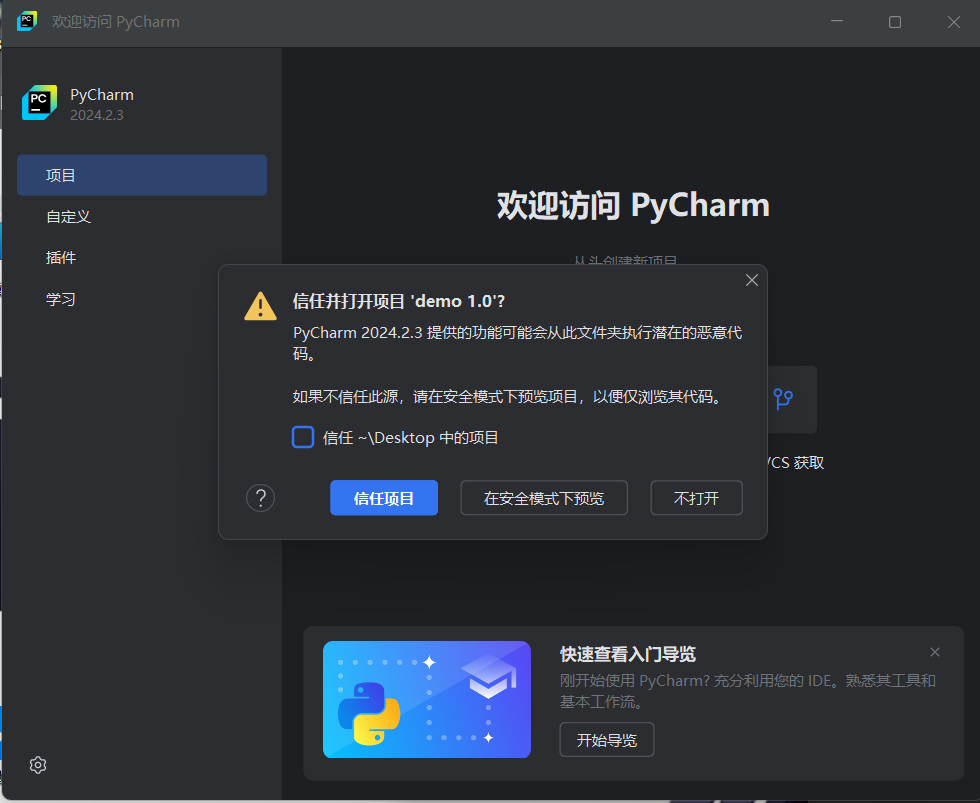 PC
欢迎访问 PyCharm
PC
PyCharm
2024.2.3
项目
自定义
插件
学习
欢迎访问 PyCharm
从头创建新项目
信任并打开项目 'demo 1.0'?
PyCharm 2024.2.3 提供的功能可能会从此文件夹执行潜在的恶意代
码。
如果不信任此源，请在安全模式下预览项目，以便仅浏览其代码。
信任 ~\Desktop 中的项目
?
信任项目
在安全模式下预览
不打开
VCS 获取
快速查看入门导览
刚开始使用 PyCharm? 充分利用您的 IDE。熟悉其工具和
基本工作流。
开始导览